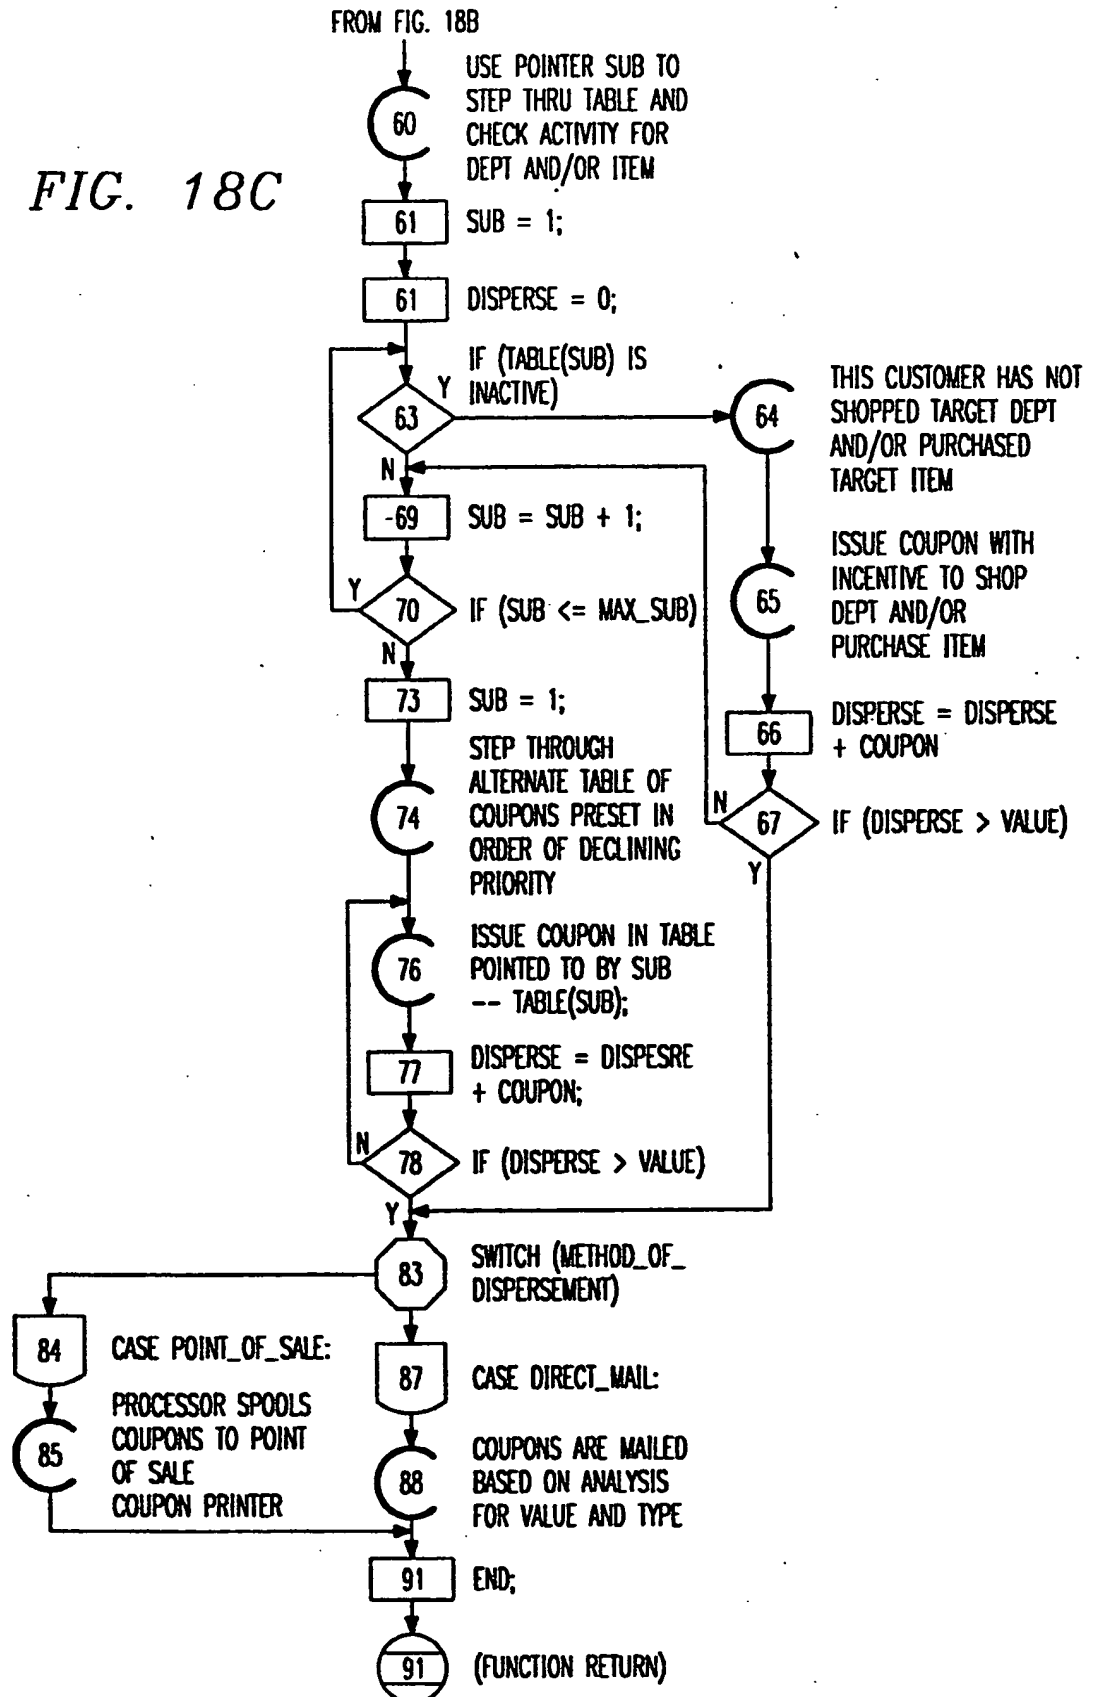 FROM FIG. 18B
USE POINTER SUB TO
STEP THRU TABLE AND
CHECK ACTIVITY FOR
DEPT AND/OR ITEM
60
FIG. 18C
61
SUB = 1;
61
DISPERSE = 0;
IF (TABLE(SUB) IS
INACTIVE)
Y
63
N
64
THIS CUSTOMER HAS NOT
SHOPPED TARGET DEPT
AND/OR PURCHASED
TARGET ITEM
-69
SUB = SUB + 1;
65
ISSUE COUPON WITH
INCENTIVE TO SHOP
DEPT AND/OR
PURCHASE ITEM
Y
70
IF (SUB <= MAX_SUB)
N
73
SUB = 1;
66
DISPERSE = DISPERSE
+ COUPON
74
STEP THROUGH
ALTERNATE TABLE OF
COUPONS PRESET IN
ORDER OF DECLINING
PRIORITY
N
67
IF (DISPERSE > VALUE)
Y
76
ISSUE COUPON IN TABLE
POINTED TO BY SUB
-- TABLE(SUB);
77
DISPERSE = DISPESRE
+ COUPON;
N
78
IF (DISPERSE > VALUE)
Y
83
SWITCH (METHOD_OF_
DISPERSEMENT)
84
CASE POINT_OF_SALE:
87
CASE DIRECT_MAIL:
85
PROCESSOR SPOOLS
COUPONS TO POINT
OF SALE
COUPON PRINTER
88
COUPONS ARE MAILED
BASED ON ANALYSIS
FOR VALUE AND TYPE
91
END;
91
(FUNCTION RETURN)